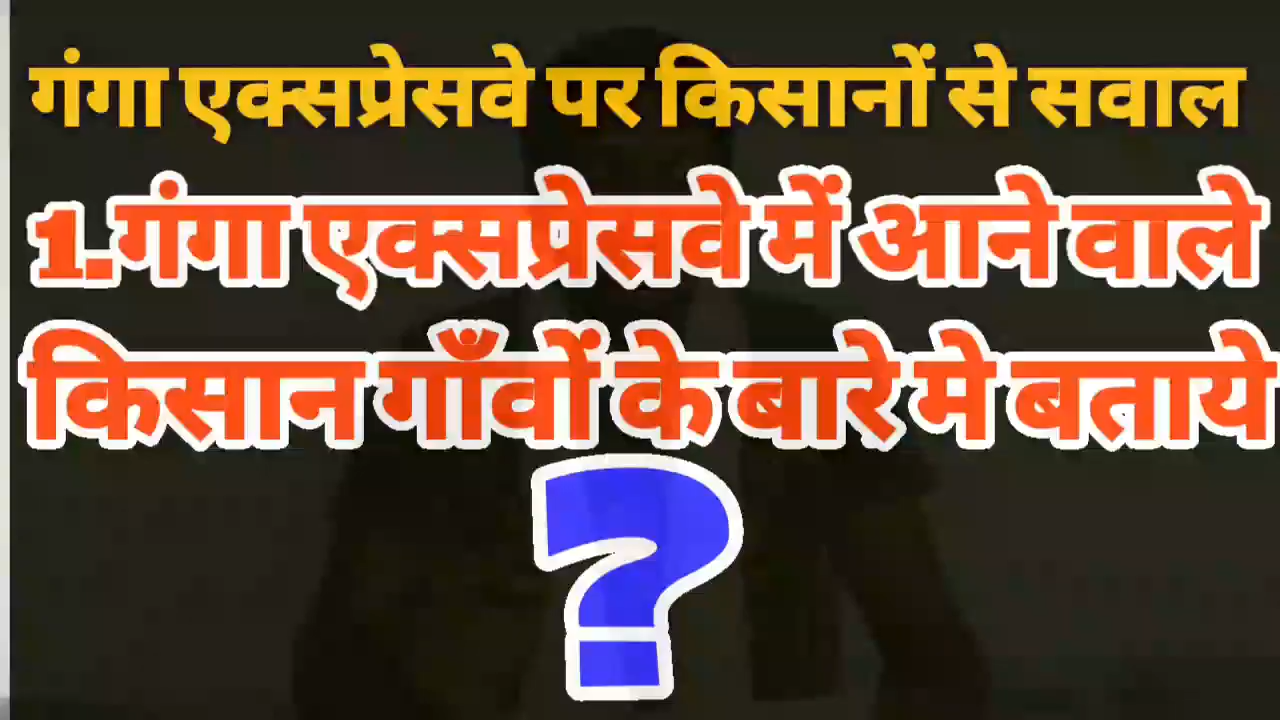 गंगा एक्सप्रेसवे पर किसानों से सवाल
1.गंगा एक्सप्रेसवे में आने वाले
किसान गाँवों के बारे मे बताये
?